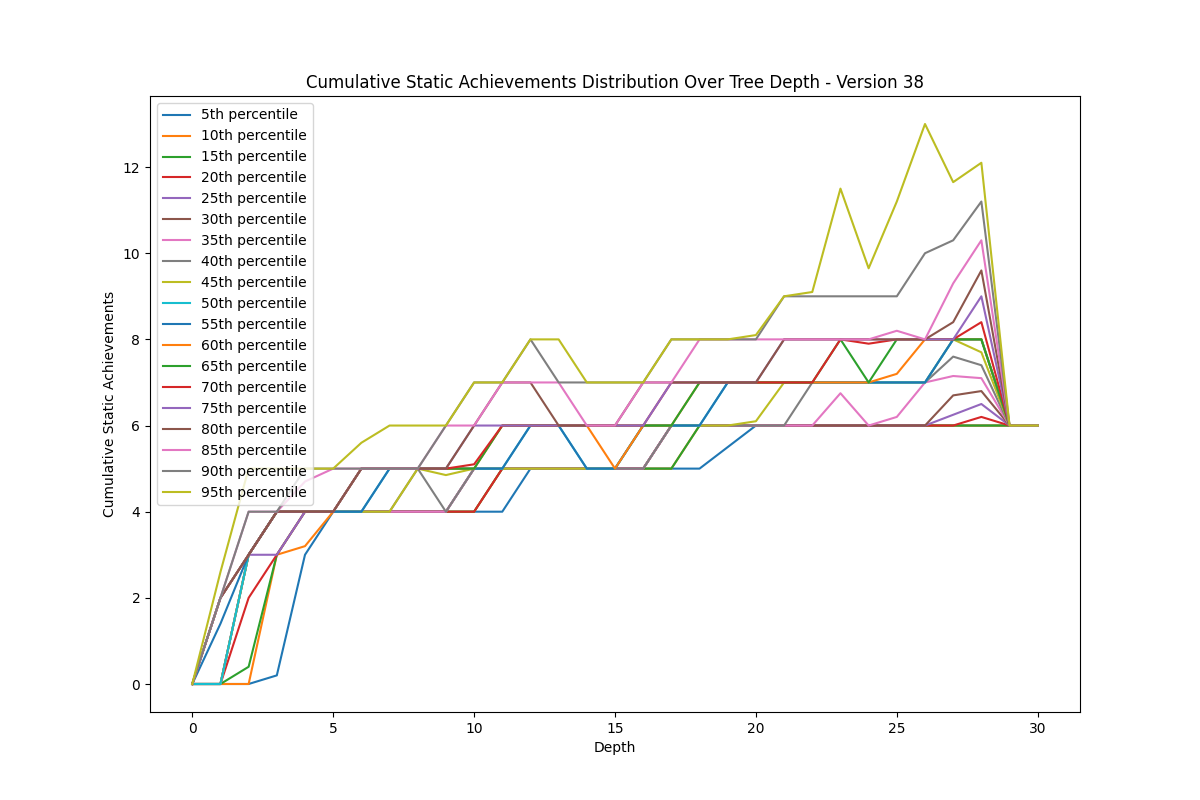 Cumulative Static Achievements Distribution Over Tree Depth - Version 38
5th percentile
10th percentile
15th percentile
20th percentile
25th percentile
30th percentile
35th percentile
40th percentile
45th percentile
50th percentile
55th percentile
60th percentile
65th percentile
70th percentile
75th percentile
80th percentile
85th percentile
90th percentile
95th percentile
Cumulative Static Achievements
12
10
8
6
4
2
0
0 5 10 15 20 25 30
Depth